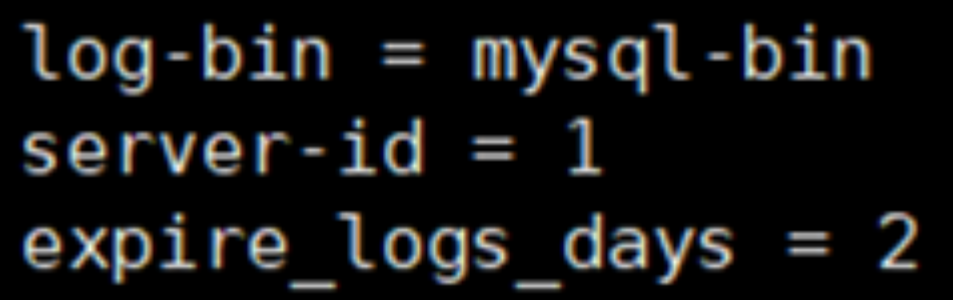 log-bin = mysql-bin
server-id = 1
expire_logs_days = 2